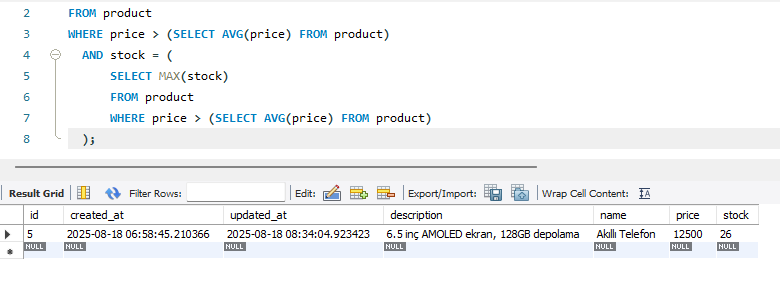 2 FROM product
3 WHERE price > (SELECT AVG(price) FROM product)
4 AND stock = (
5 SELECT MAX(stock)
6 FROM product
7 WHERE price > (SELECT AVG(price) FROM product)
8 );
Result Grid Filter Rows: Edit: Export/Import: Wrap Cell Content: IA
id created_at updated_at description name price stock
5 2025-08-18 06:58:45.210366 2025-08-18 08:34:04.923423 6.5 inç AMOLED ekran, 128GB depolama Akıllı Telefon 12500 26
NULL NULL NULL NULL NULL NULL NULL